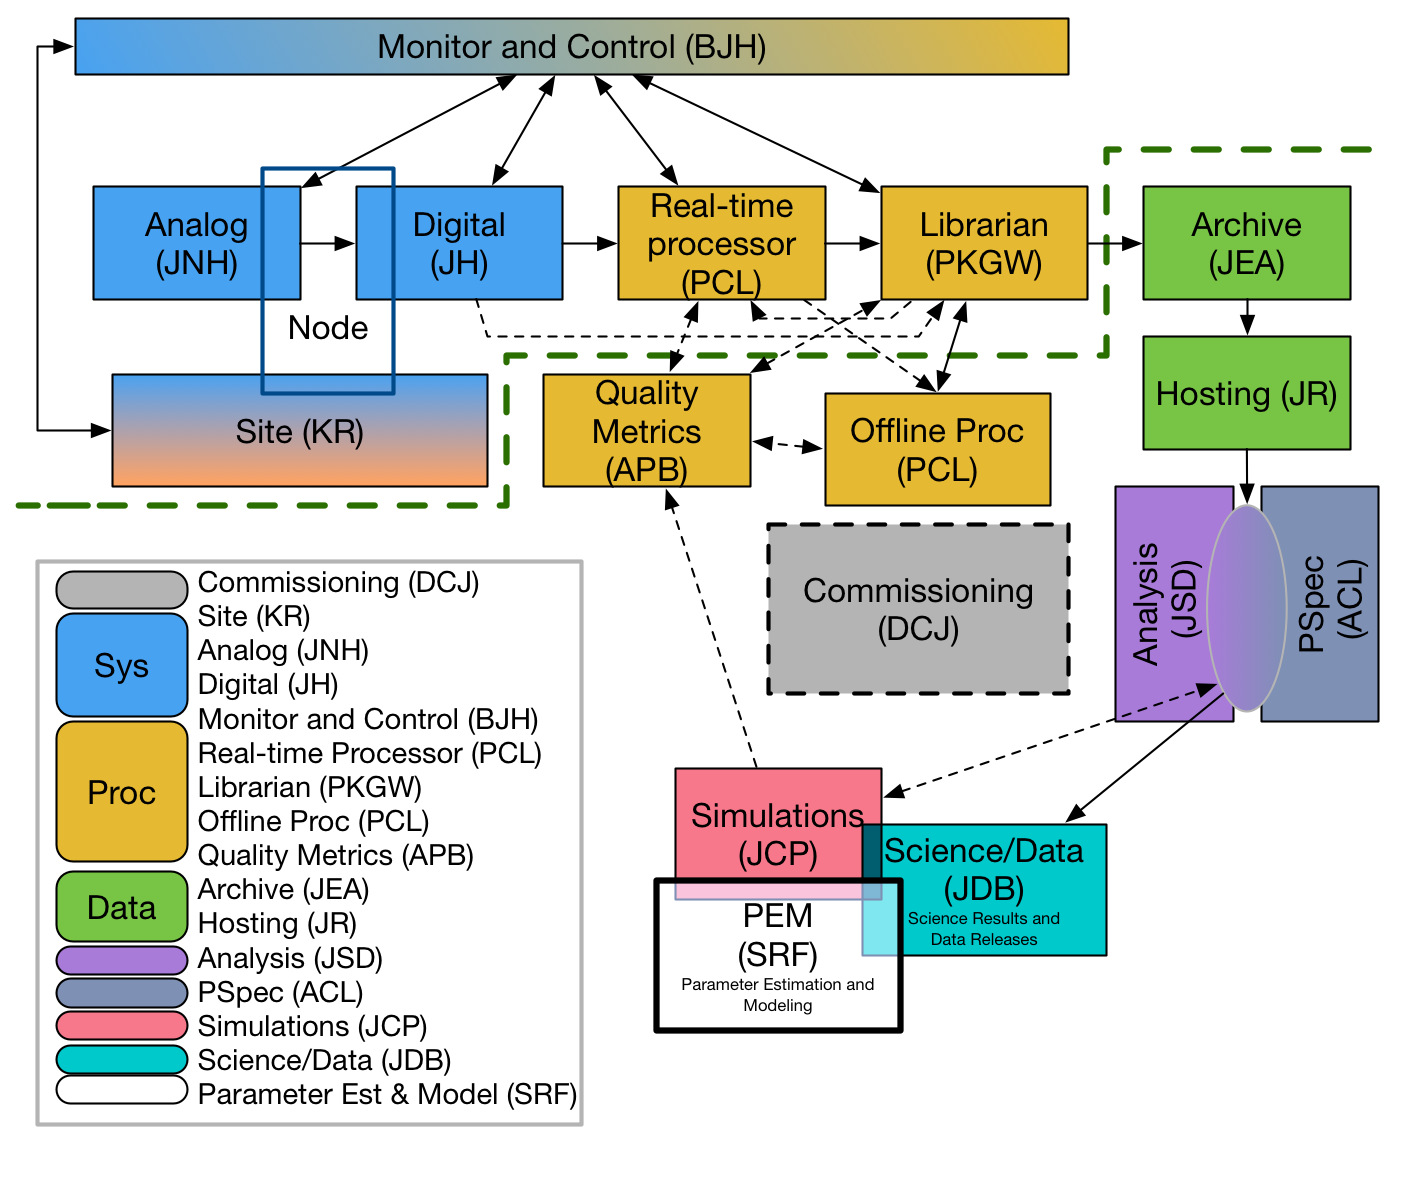 Monitor and Control (BJH)
Analog
(JNH)
Digital
(JH)
Real-time
processor
(PCL)
Librarian
(PKGW)
Archive
(JEA)
Node
Site (KR)
Quality
Metrics
(APB)
Offline Proc
(PCL)
Hosting (JR)
Commissioning
(DCJ)
Analysis
(JSD)
PSpec
(ACL)
Simulations
(JCP)
Science/Data
(JDB)
Science Results and
Data Releases
PEM
(SRF)
Parameter Estimation and
Modeling
Commissioning (DCJ)
Site (KR)
Sys
Analog (JNH)
Digital (JH)
Monitor and Control (BJH)
Real-time Processor (PCL)
Proc
Librarian (PKGW)
Offline Proc (PCL)
Quality Metrics (APB)
Archive (JEA)
Data
Hosting (JR)
Analysis (JSD)
PSpec (ACL)
Simulations (JCP)
Science/Data (JDB)
Parameter Est & Model (SRF)